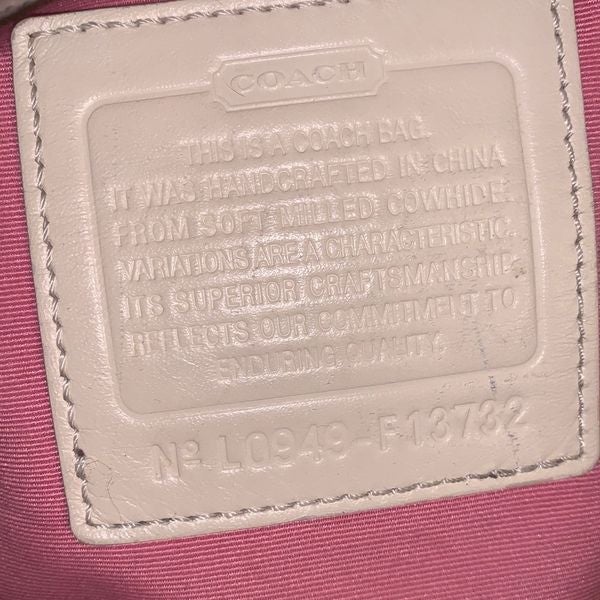 COACH
THIS IS A COACH BAG.
IT WAS HANDCRAFTED IN CHINA
FROM SOFT MILLED COWHIDE.
VARIATIONS ARE A CHARACTERISTIC.
ITS SUPERIOR CRAFTSMANSHIP
REFLECTS OUR COMMITMENT TO
ENDURING QUALITY.
Nº L0949-F13732